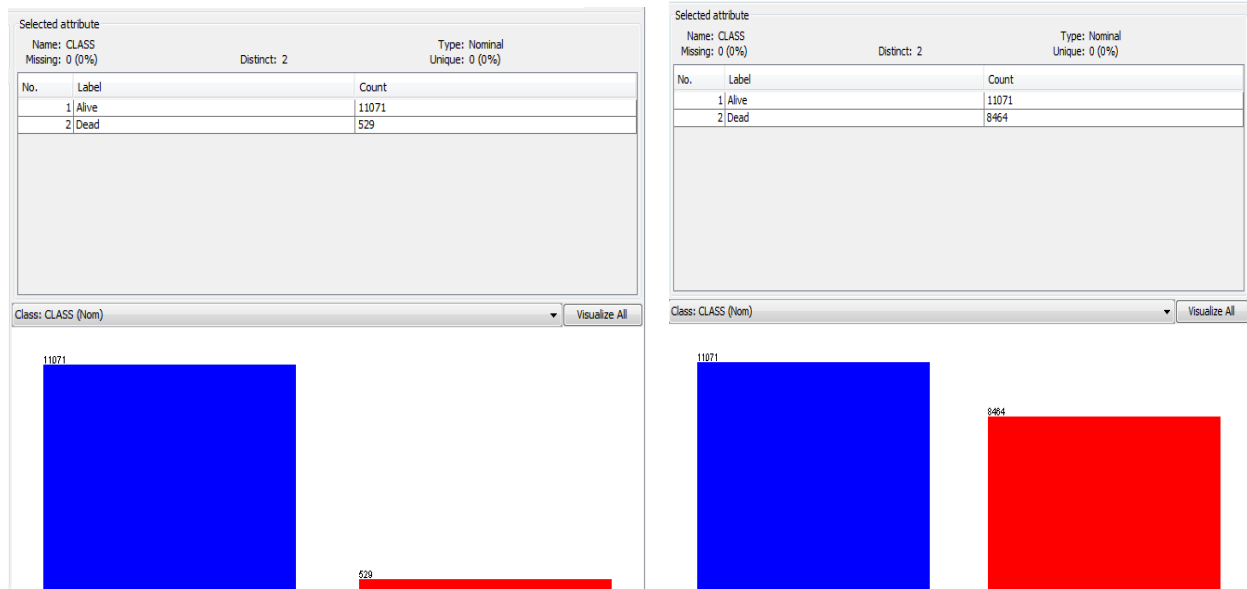 Selected attribute
Name: CLASS Type: Nominal
Missing: 0 (0%) Distinct: 2 Unique: 0 (0%)
No. Label Count
1 Alive 11071
2 Dead 529
Class: CLASS (Nom) Visualize All
11071
529
Selected attribute
Name: CLASS Type: Nominal
Missing: 0 (0%) Distinct: 2 Unique: 0 (0%)
No. Label Count
1 Alive 11071
2 Dead 8464
Class: CLASS (Nom) Visualize All
11071
8464